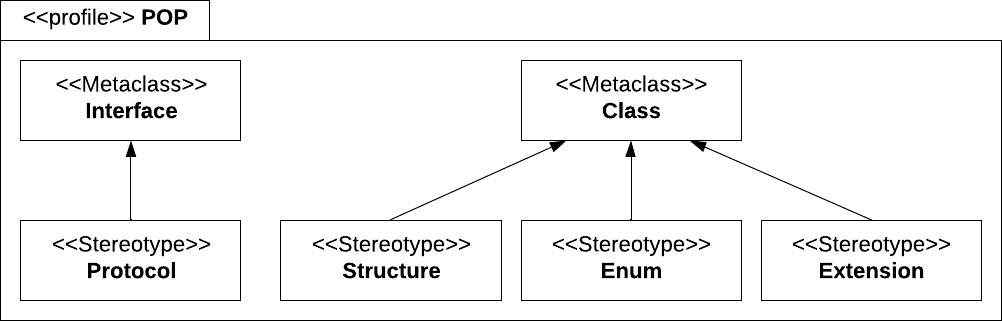 <<profile>> POP
<<Metaclass>>
Interface
<<Metaclass>>
Class
<<Stereotype>>
Protocol
<<Stereotype>>
Structure
<<Stereotype>>
Enum
<<Stereotype>>
Extension